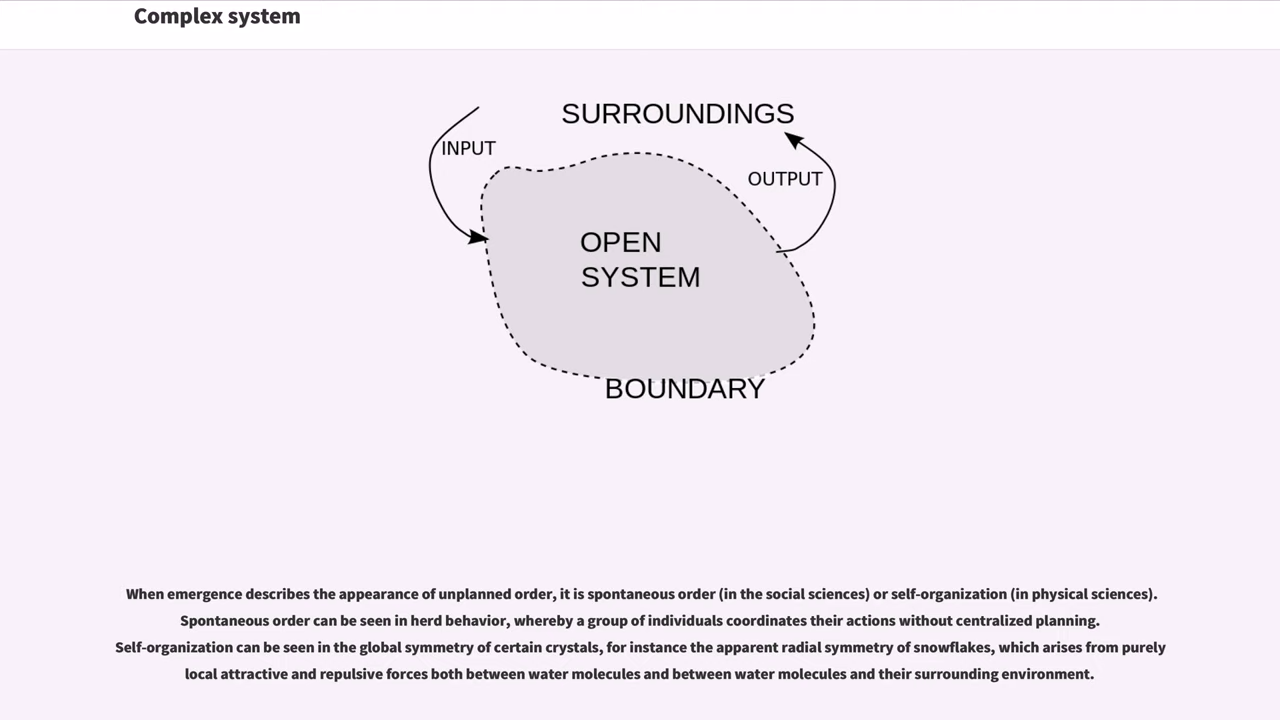 Complex system
SURROUNDINGS
INPUT
OUTPUT
OPEN
SYSTEM
BOUNDARY
When emergence describes the appearance of unplanned order, it is spontaneous order (in the social sciences) or self-organization (in physical sciences).
Spontaneous order can be seen in herd behavior, whereby a group of individuals coordinates their actions without centralized planning.
Self-organization can be seen in the global symmetry of certain crystals, for instance the apparent radial symmetry of snowflakes, which arises from purely
local attractive and repulsive forces both between water molecules and between water molecules and their surrounding environment.